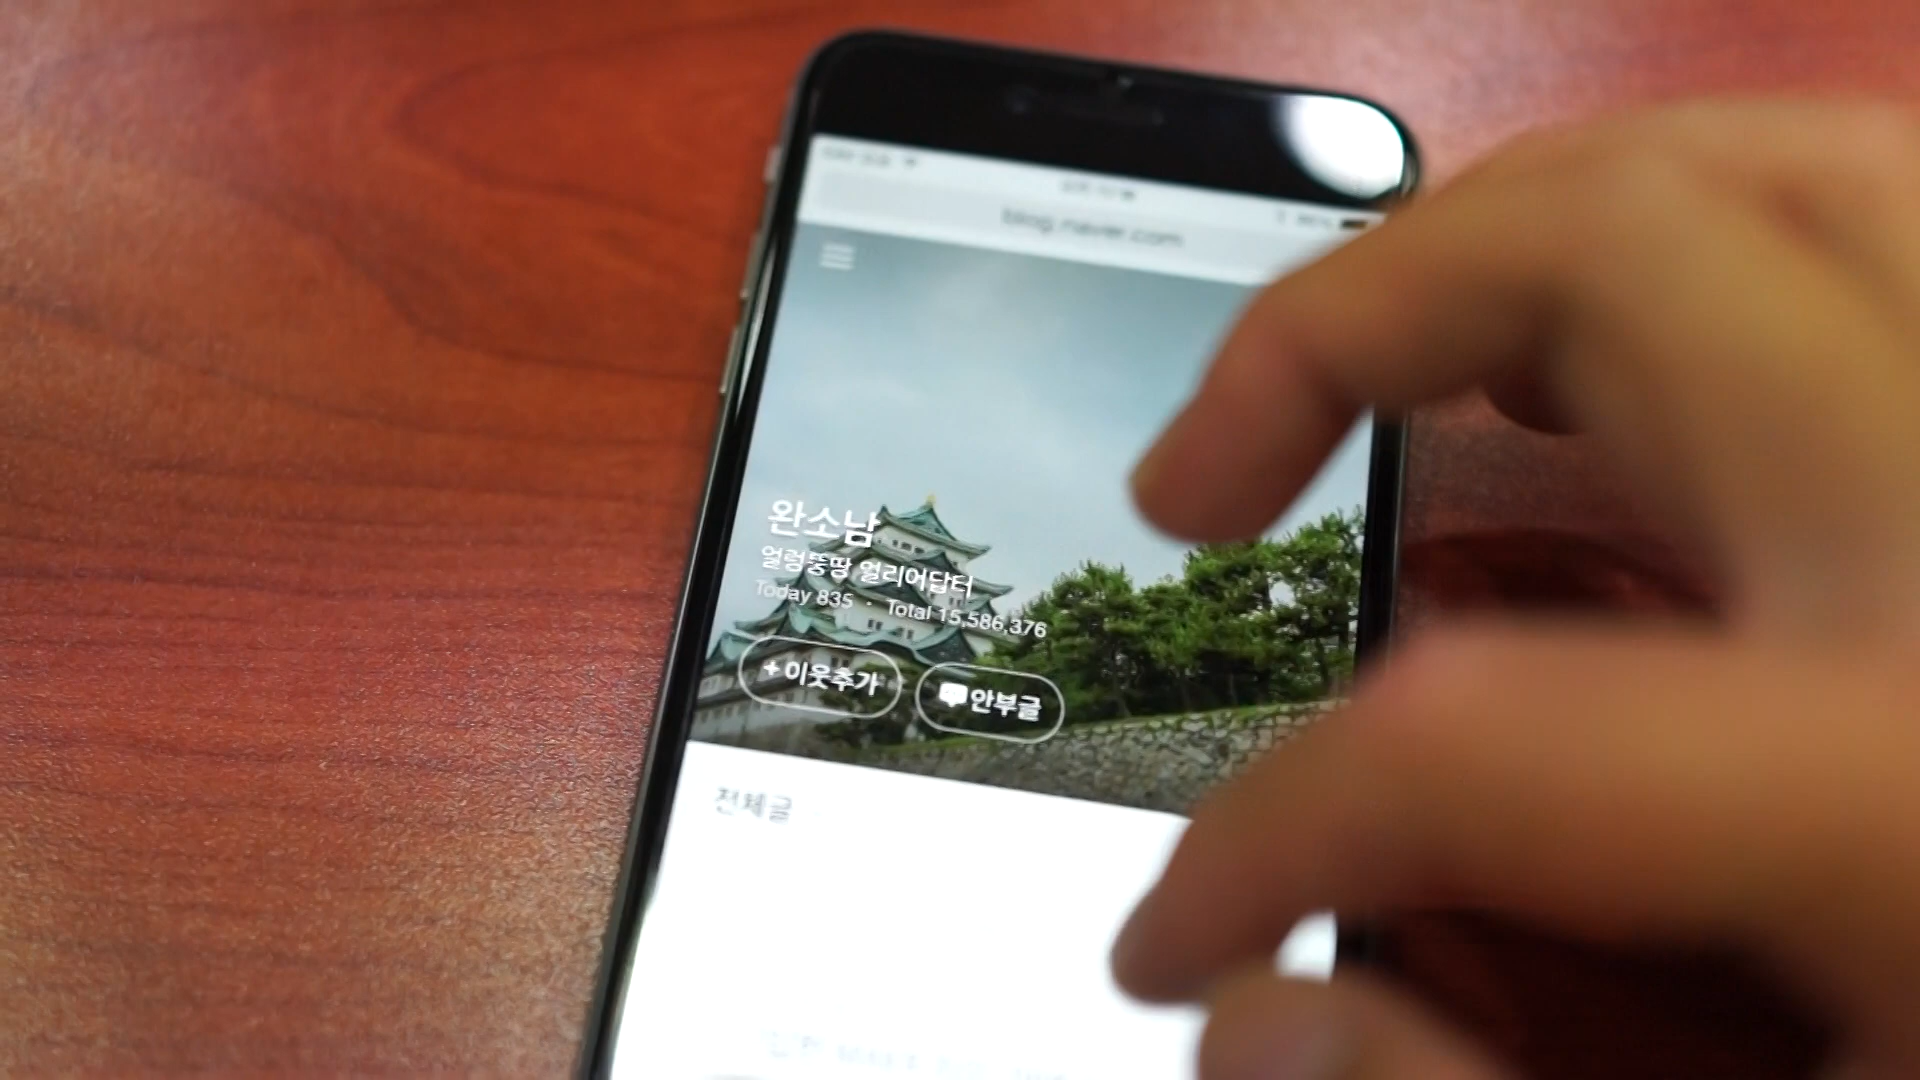 blog.naver.com
완소남
얼렁뚱땅 얼리어답터
Today 835 · Total 15,586,376
+ 이웃추가
안부글
전체글